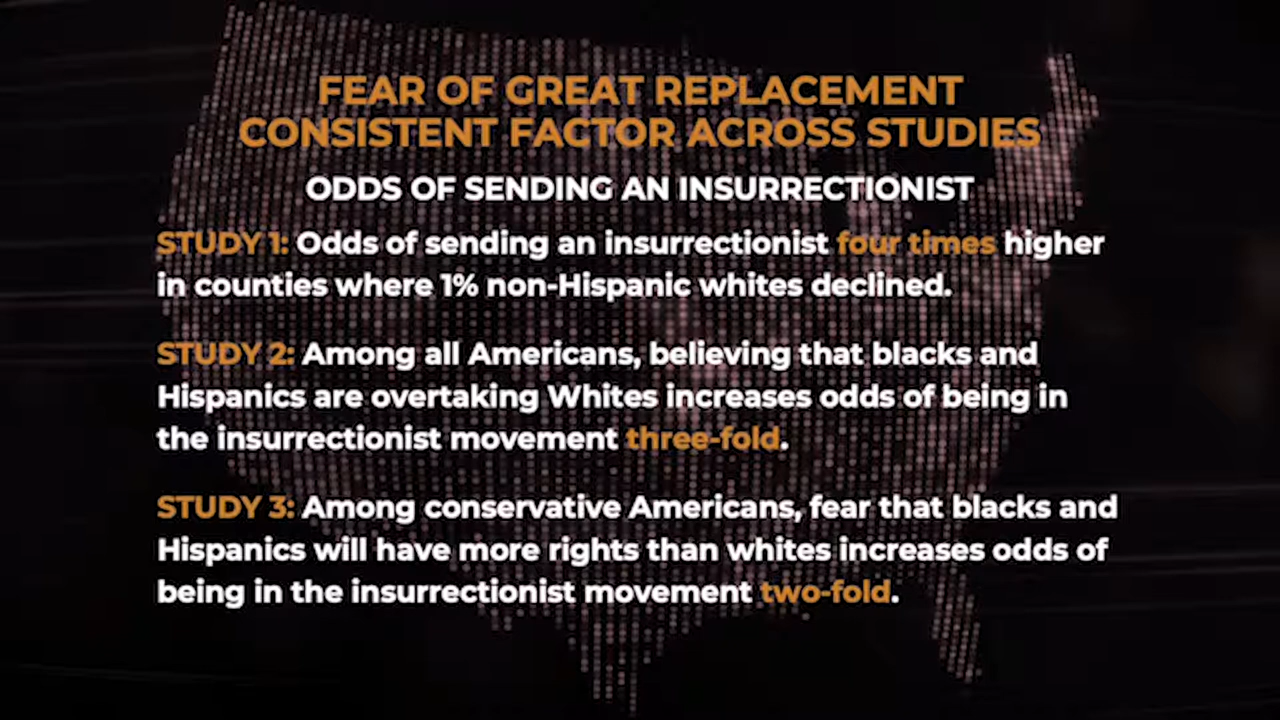 FEAR OF GREAT REPLACEMENT
CONSISTENT FACTOR ACROSS STUDIES
ODDS OF SENDING AN INSURRECTIONIST
STUDY 1: Odds of sending an insurrectionist four times higher
in counties where 1% non-Hispanic whites declined.
STUDY 2: Among all Americans, believing that blacks and
Hispanics are overtaking Whites increases odds of being in
the insurrectionist movement three-fold.
STUDY 3: Among conservative Americans, fear that blacks and
Hispanics will have more rights than whites increases odds of
being in the insurrectionist movement two-fold.